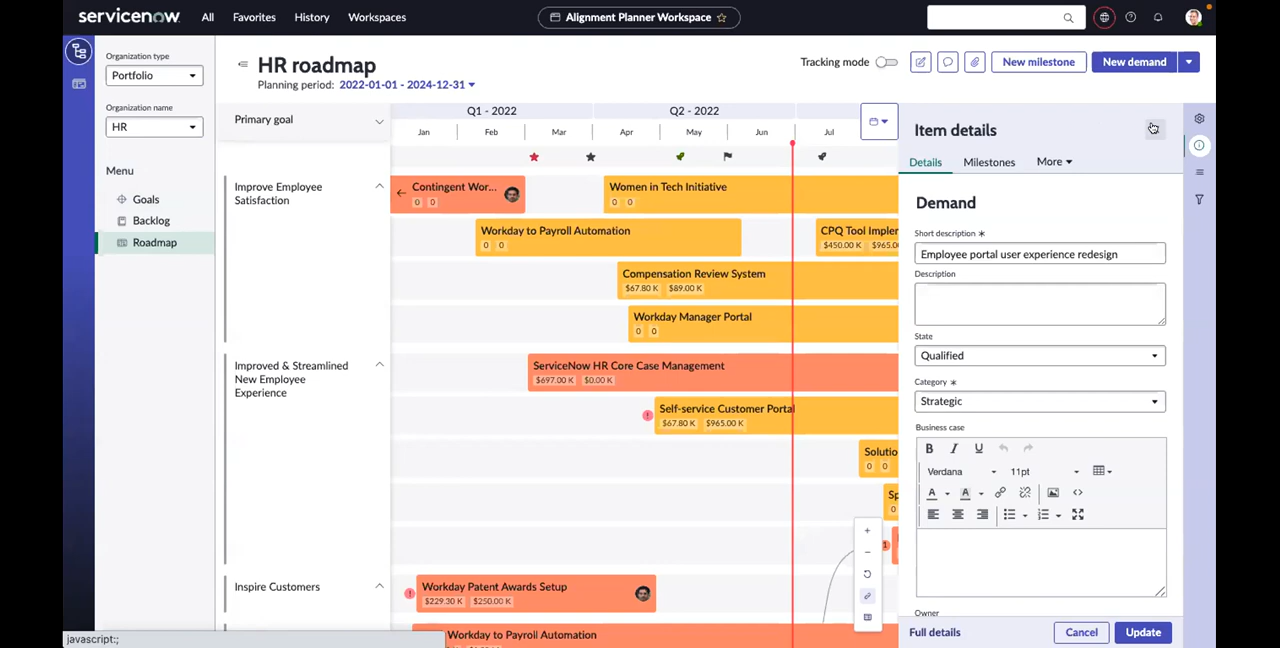 servicenow
All
Favorites
History
Workspaces
Alignment Planner Workspace
Organization type
Portfolio
Organization name
HR
Menu
Goals
Backlog
Roadmap
HR roadmap
Planning period: 2022-01-01 - 2024-12-31
Tracking mode
New milestone
New demand
Primary goal
Q1 - 2022
Q2 - 2022
Jan
Feb
Mar
Apr
May
Jun
Jul
Improve Employee
Satisfaction
Contingent Wor...
0 0
Women in Tech Initiative
0 0
Workday to Payroll Automation
0 0
CPQ Tool Implem
$450.00 K $965.0
Compensation Review System
$67.80 K $89.00 K
Workday Manager Portal
0 0
Improved & Streamlined
New Employee
Experience
ServiceNow HR Core Case Management
$697.00 K $0.00 K
Self-service Customer Portal
$67.80 K $965.00 K
Solutio
0 0
Sp
0
Inspire Customers
Workday Patent Awards Setup
$229.30 K $250.00 K
Workday to Payroll Automation
Item details
Details
Milestones
More
Demand
Short description
Employee portal user experience redesign
Description
State
Qualified
Category
Strategic
Business case
B I U
Verdana
11pt
A A
Owner
Full details
Cancel
Update
javascript:;